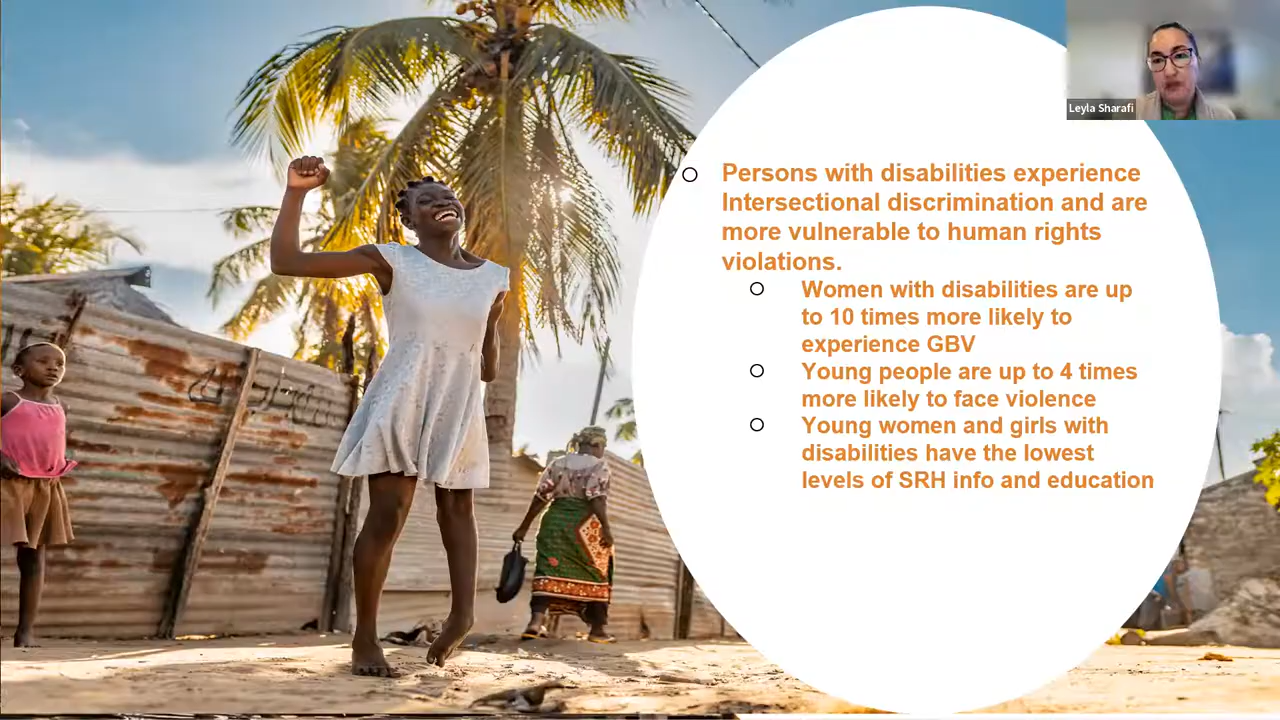 Leyla Sharafi
Persons with disabilities experience
Intersectional discrimination and are
more vulnerable to human rights
violations.
Women with disabilities are up
to 10 times more likely to
experience GBV
Young people are up to 4 times
more likely to face violence
Young women and girls with
disabilities have the lowest
levels of SRH info and education